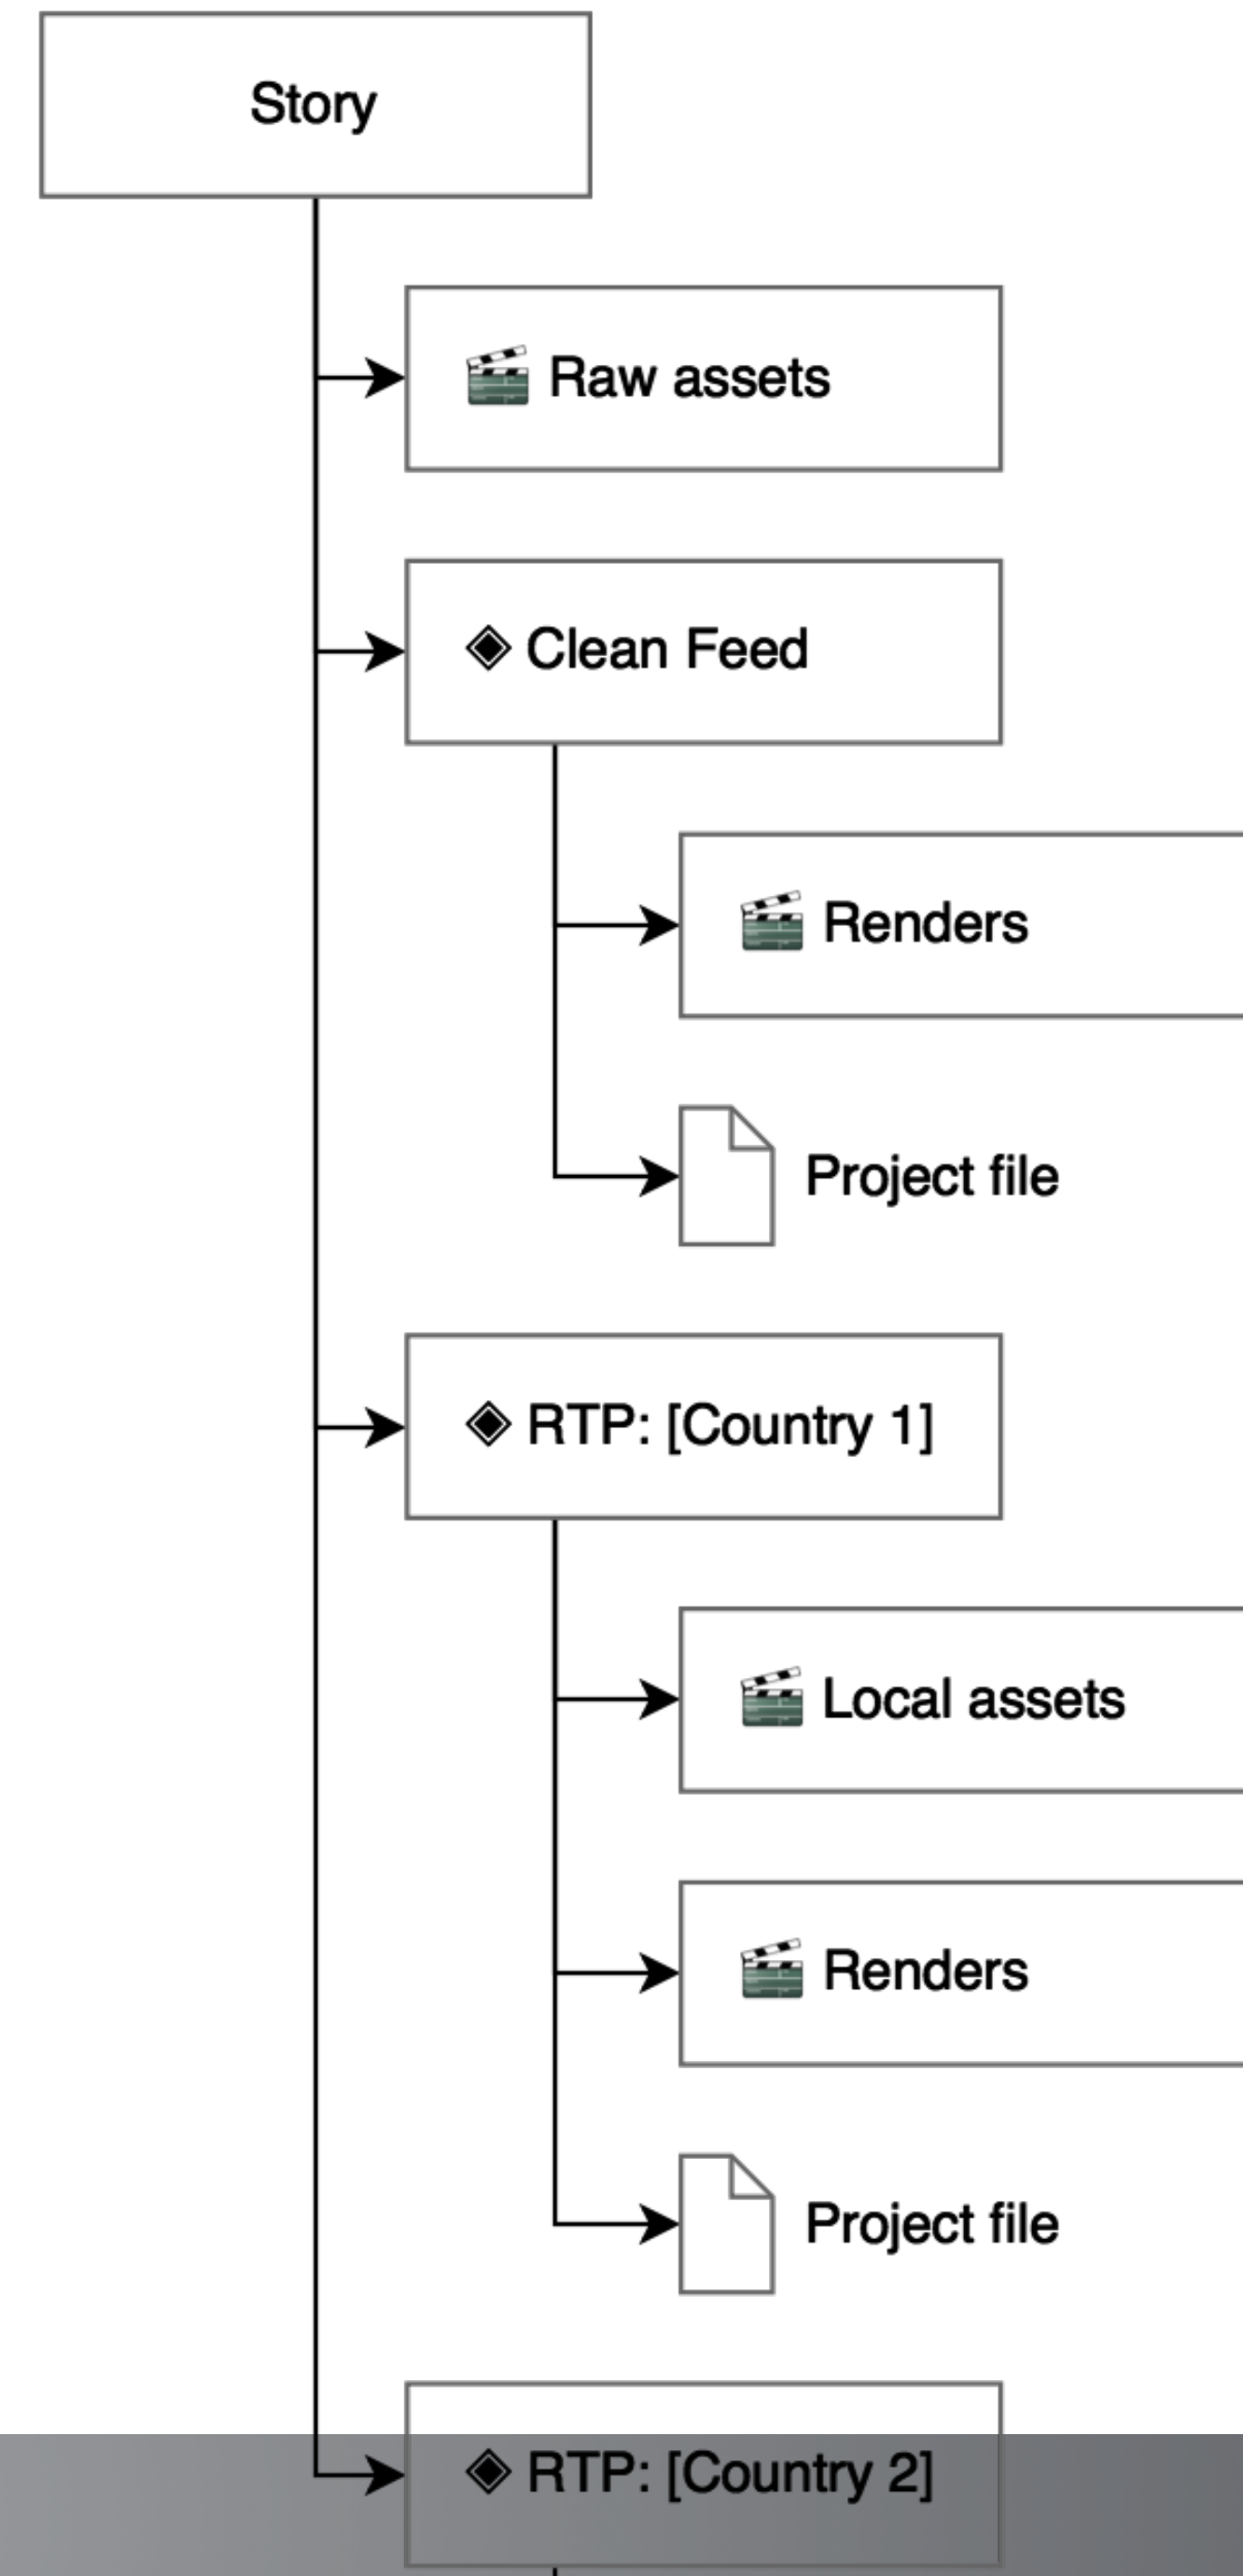 Story
🎬 Raw assets
◈ Clean Feed
🎬 Renders
Project file
◈ RTP: [Country 1]
🎬 Local assets
🎬 Renders
Project file
◈ RTP: [Country 2]